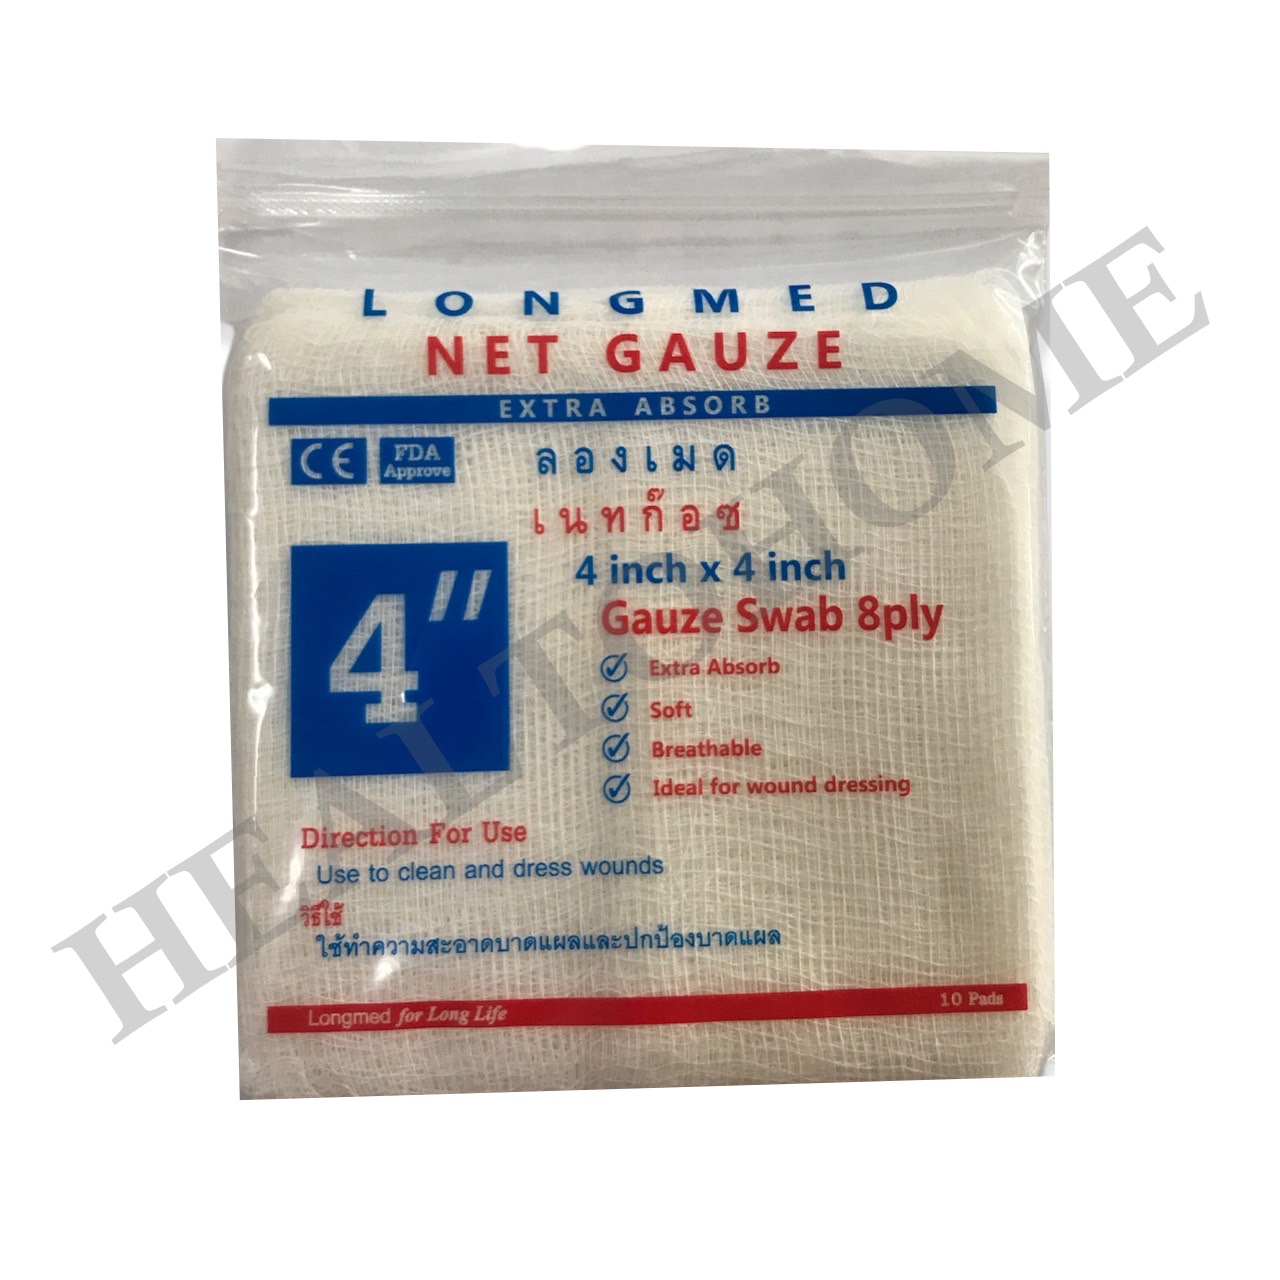 LONGMED
NET GAUZE
EXTRA ABSORB
CE
FDA
Approve
ลองเมด
เนทก๊อซ
4"
4 inch x 4 inch
Gauze Swab 8ply
Extra Absorb
Soft
Breathable
Ideal for wound dressing
Direction For Use
Use to clean and dress wounds
วิธีใช้
ใช้ทำความสะอาดบาดแผลและปกป้องบาดแผล
Longmed for Long Life
10 Pads
HEALTOHOME